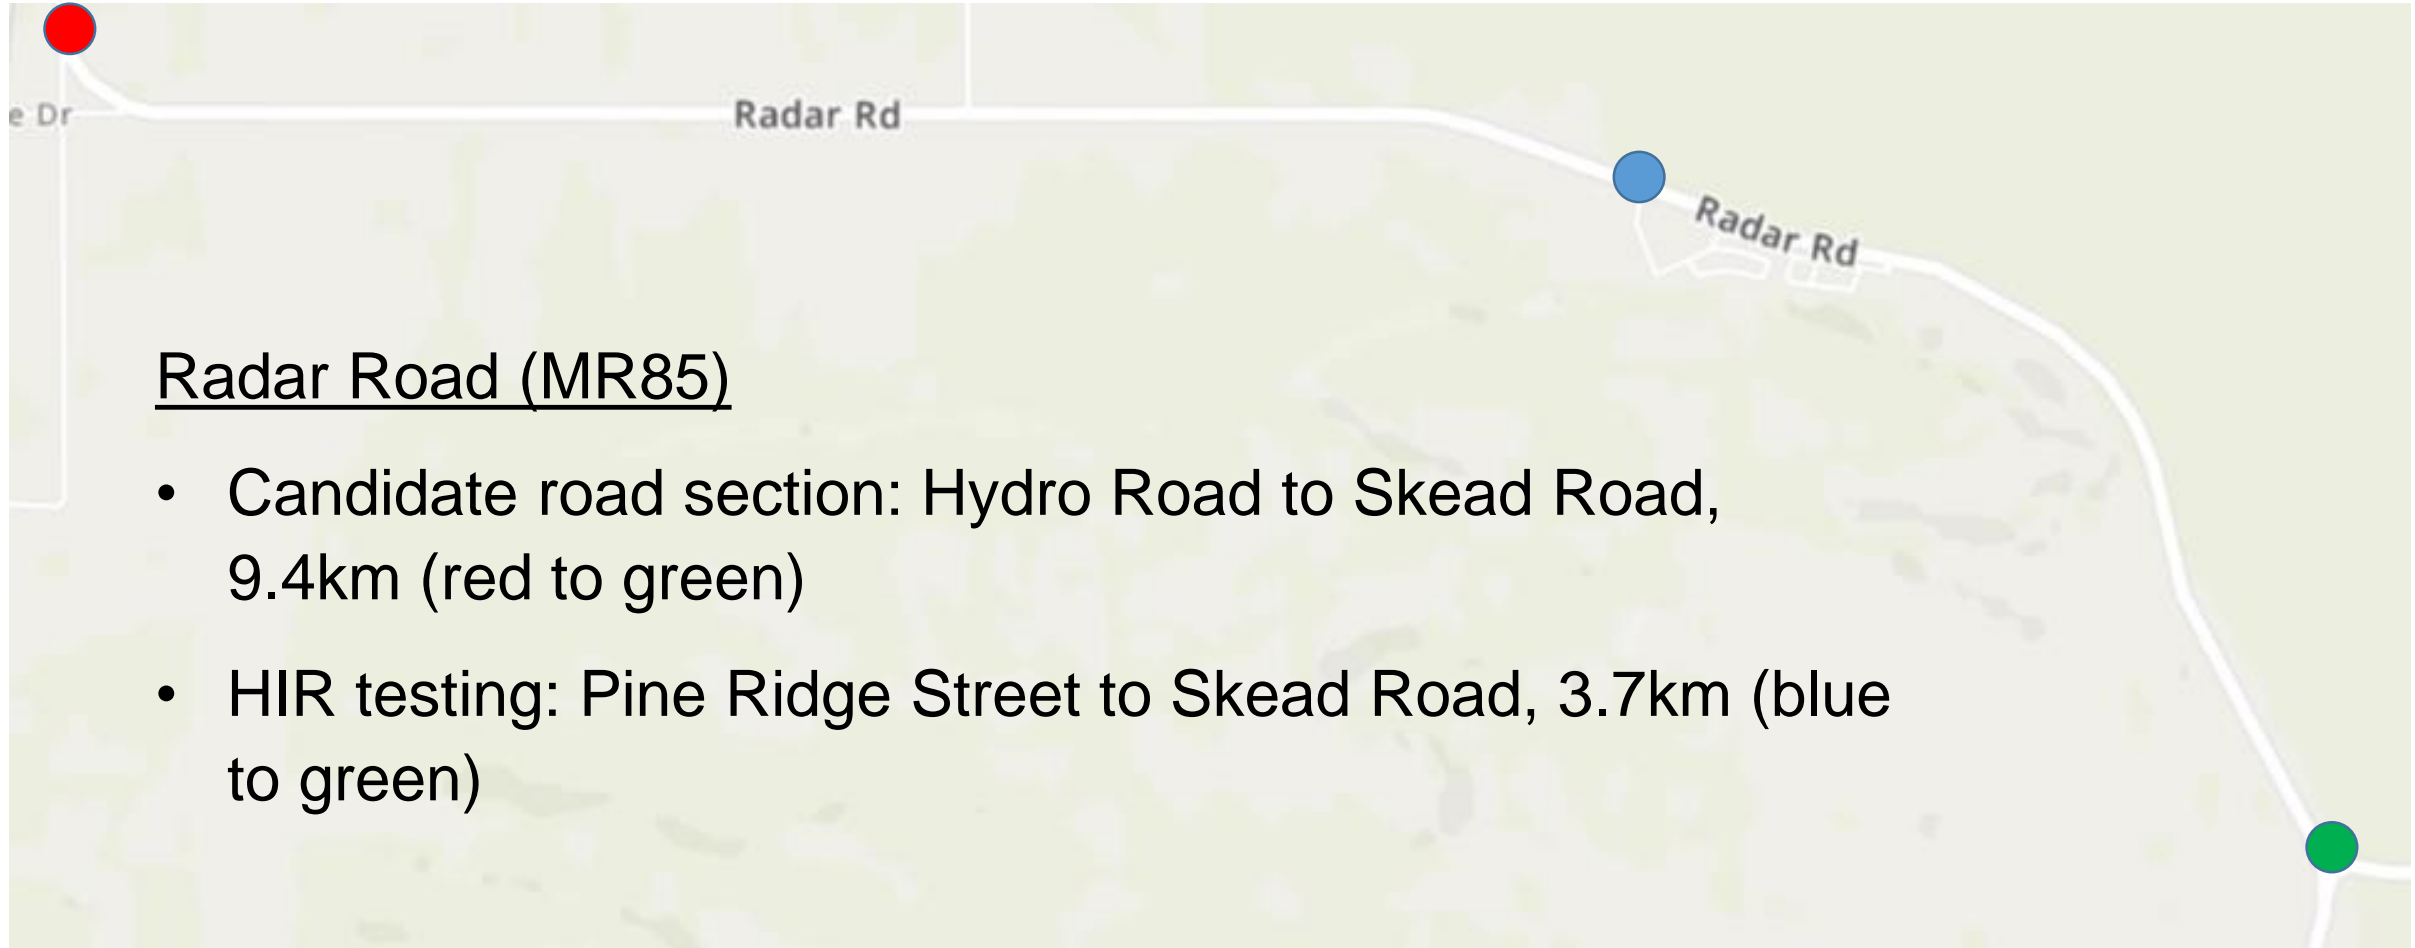 e Dr
Radar Rd
Radar Rd
Radar Road (MR85)
• Candidate road section: Hydro Road to Skead Road,
9.4km (red to green)
• HIR testing: Pine Ridge Street to Skead Road, 3.7km (blue
to green)